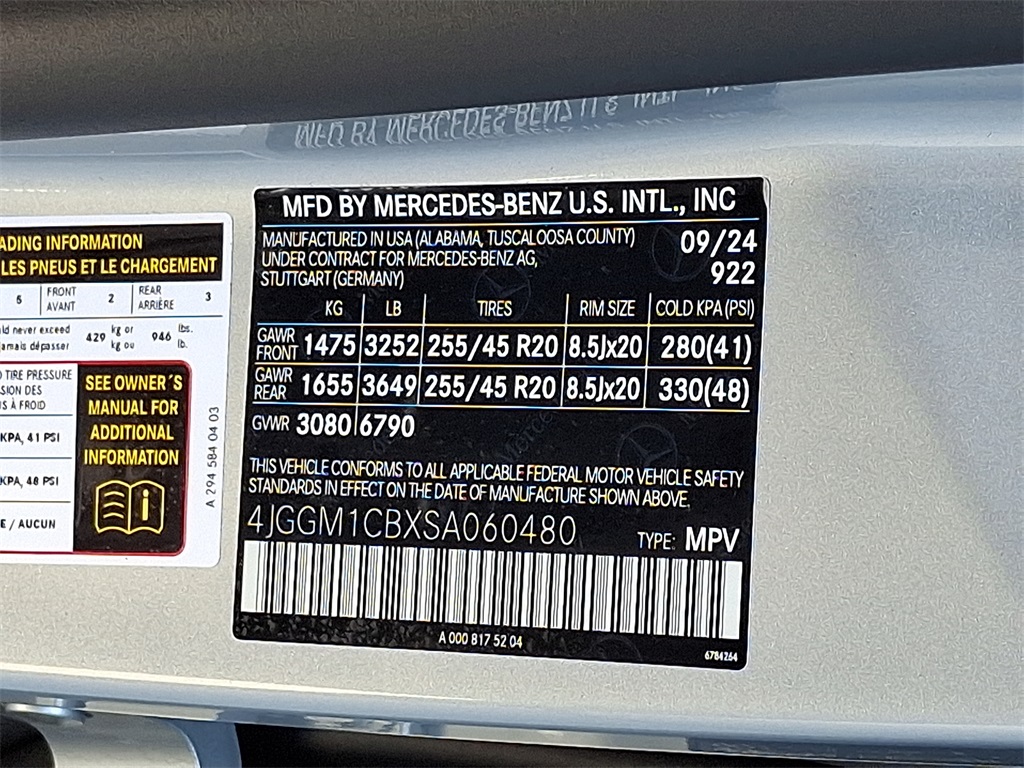 MFD BY MERCEDES-BENZ U.S. INTL., INC
MANUFACTURED IN USA (ALABAMA, TUSCALOOSA COUNTY) 09/24
UNDER CONTRACT FOR MERCEDES-BENZ AG, 922
STUTTGART (GERMANY)
KG LB TIRES RIM SIZE COLD KPA (PSI)
GAWR FRONT 1475 3252 255/45 R20 8.5Jx20 280(41)
GAWR REAR 1655 3649 255/45 R20 8.5Jx20 330(48)
GVWR 3080 6790
THIS VEHICLE CONFORMS TO ALL APPLICABLE FEDERAL MOTOR VEHICLE SAFETY
STANDARDS IN EFFECT ON THE DATE OF MANUFACTURE SHOWN ABOVE.
4JGGM1CBXSA060480 TYPE: MPV
A 000 817 52 04
6784264
ADING INFORMATION
LES PNEUS ET LE CHARGEMENT
5 FRONT AVANT 2 REAR ARRIÈRE 3
ld never exceed 429 kg or 946 lbs.
amais dépasser kg ou lb.
TIRE PRESSURE
SION DES
S À FROID
KPA, 41 PSI
KPA, 48 PSI
E / AUCUN
SEE OWNER´S
MANUAL FOR
ADDITIONAL
INFORMATION
A 294 584 04 03